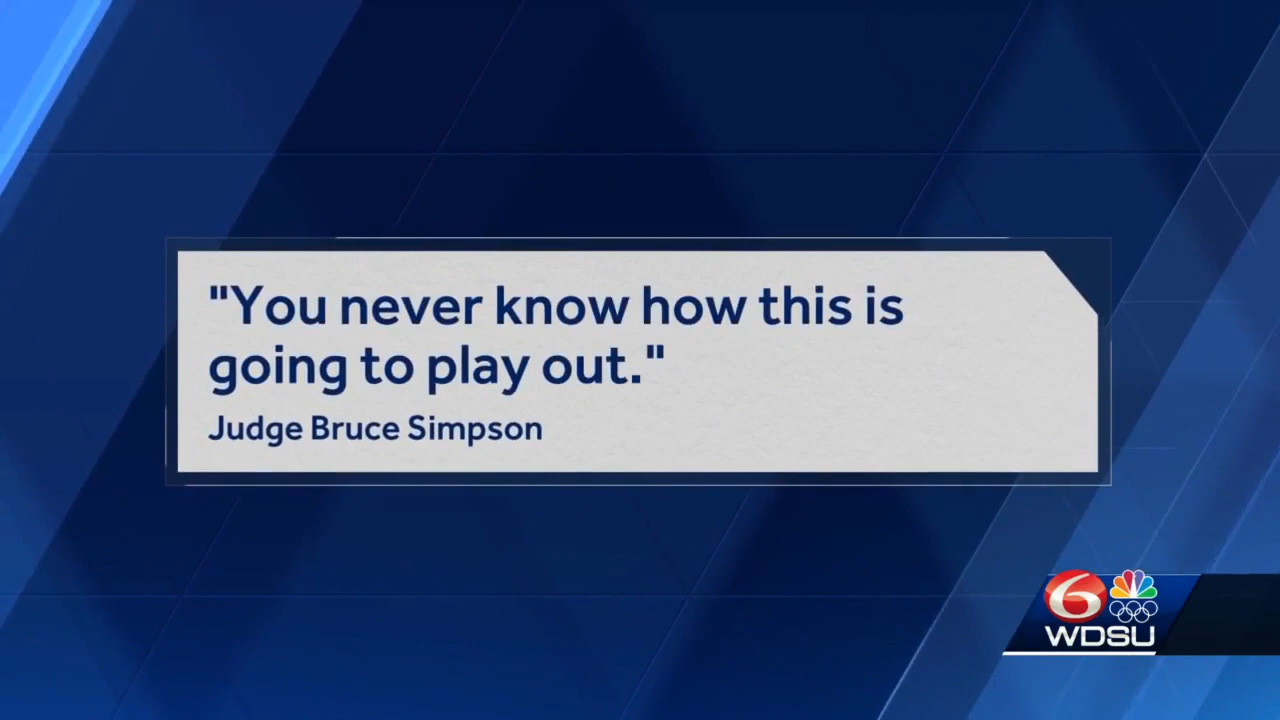 "You never know how this is
going to play out."
Judge Bruce Simpson
6
WDSU